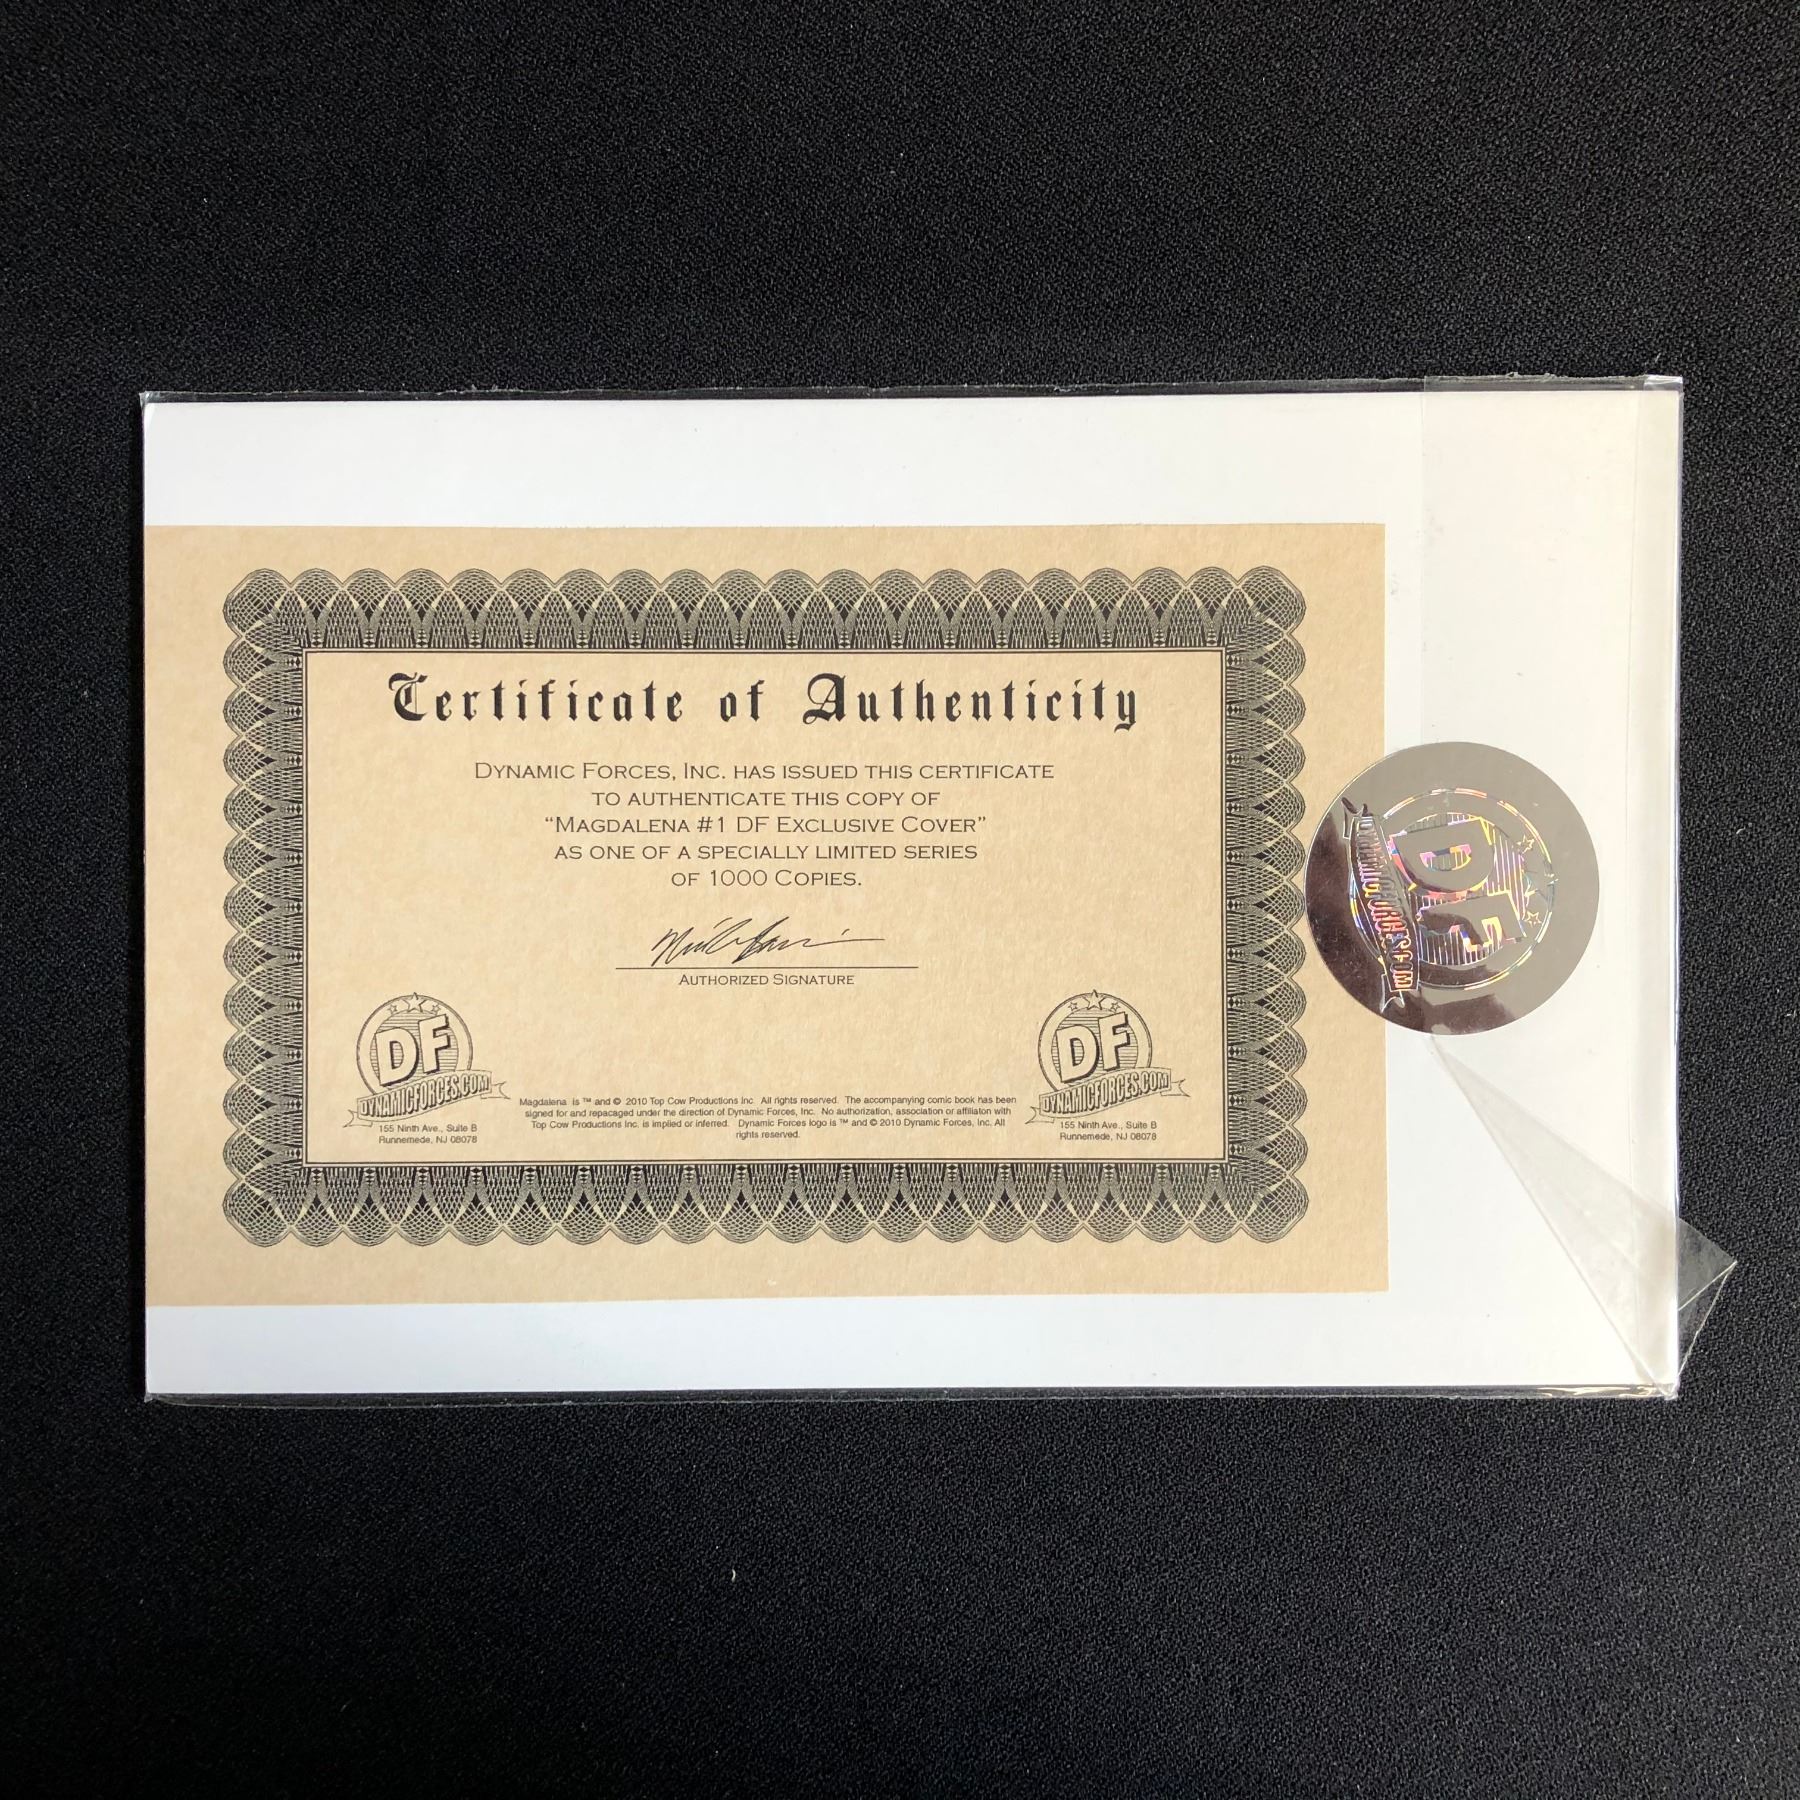 Certificate of Authenticity
DYNAMIC FORCES, INC. HAS ISSUED THIS CERTIFICATE
TO AUTHENTICATE THIS COPY OF
“MAGDALENA #1 DF EXCLUSIVE COVER”
AS ONE OF A SPECIALLY LIMITED SERIES
OF 1000 COPIES.
AUTHORIZED SIGNATURE
DF
DYNAMICFORCES.COM
155 Ninth Ave., Suite B
Runnemede, NJ 08078
Magdalena is ™ and © 2010 Top Cow Productions Inc. All rights reserved. The accompanying comic book has been
signed for and repacaged under the direction of Dynamic Forces, Inc. No authorization, association or affiliaton with
Top Cow Productions Inc. is implied or inferred. Dynamic Forces logo is ™ and © 2010 Dynamic Forces, Inc. All
rights reserved.
DF
DYNAMICFORCES.COM
155 Ninth Ave., Suite B
Runnemede, NJ 08078
DF
DYNAMICFORCES.COM